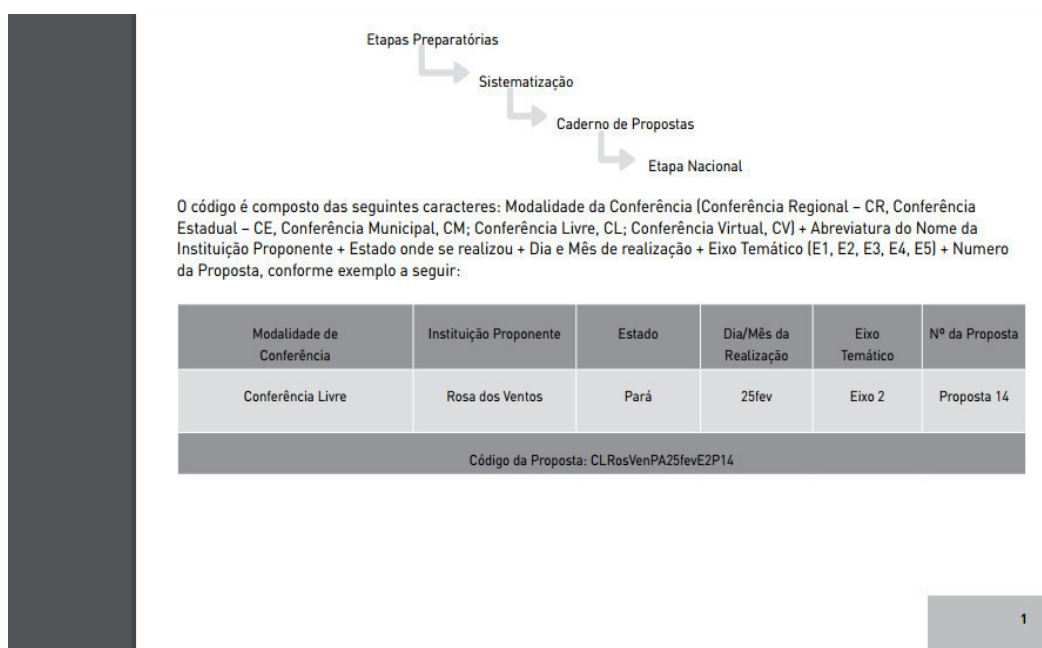 Etapas Preparatórias
Sistematização
Caderno de Propostas
Etapa Nacional
O código é composto das seguintes caracteres: Modalidade da Conferência (Conferência Regional – CR, Conferência
Estadual – CE, Conferência Municipal, CM; Conferência Livre, CL; Conferência Virtual, CV) + Abreviatura do Nome da
Instituição Proponente + Estado onde se realizou + Dia e Mês de realização + Eixo Temático (E1, E2, E3, E4, E5) + Numero
da Proposta, conforme exemplo a seguir:
Modalidade de Conferência Instituição Proponente Estado Dia/Mês da Realização Eixo Temático Nº da Proposta
Conferência Livre Rosa dos Ventos Pará 25fev Eixo 2 Proposta 14
Código da Proposta: CLRosVenPA25fevE2P14
1